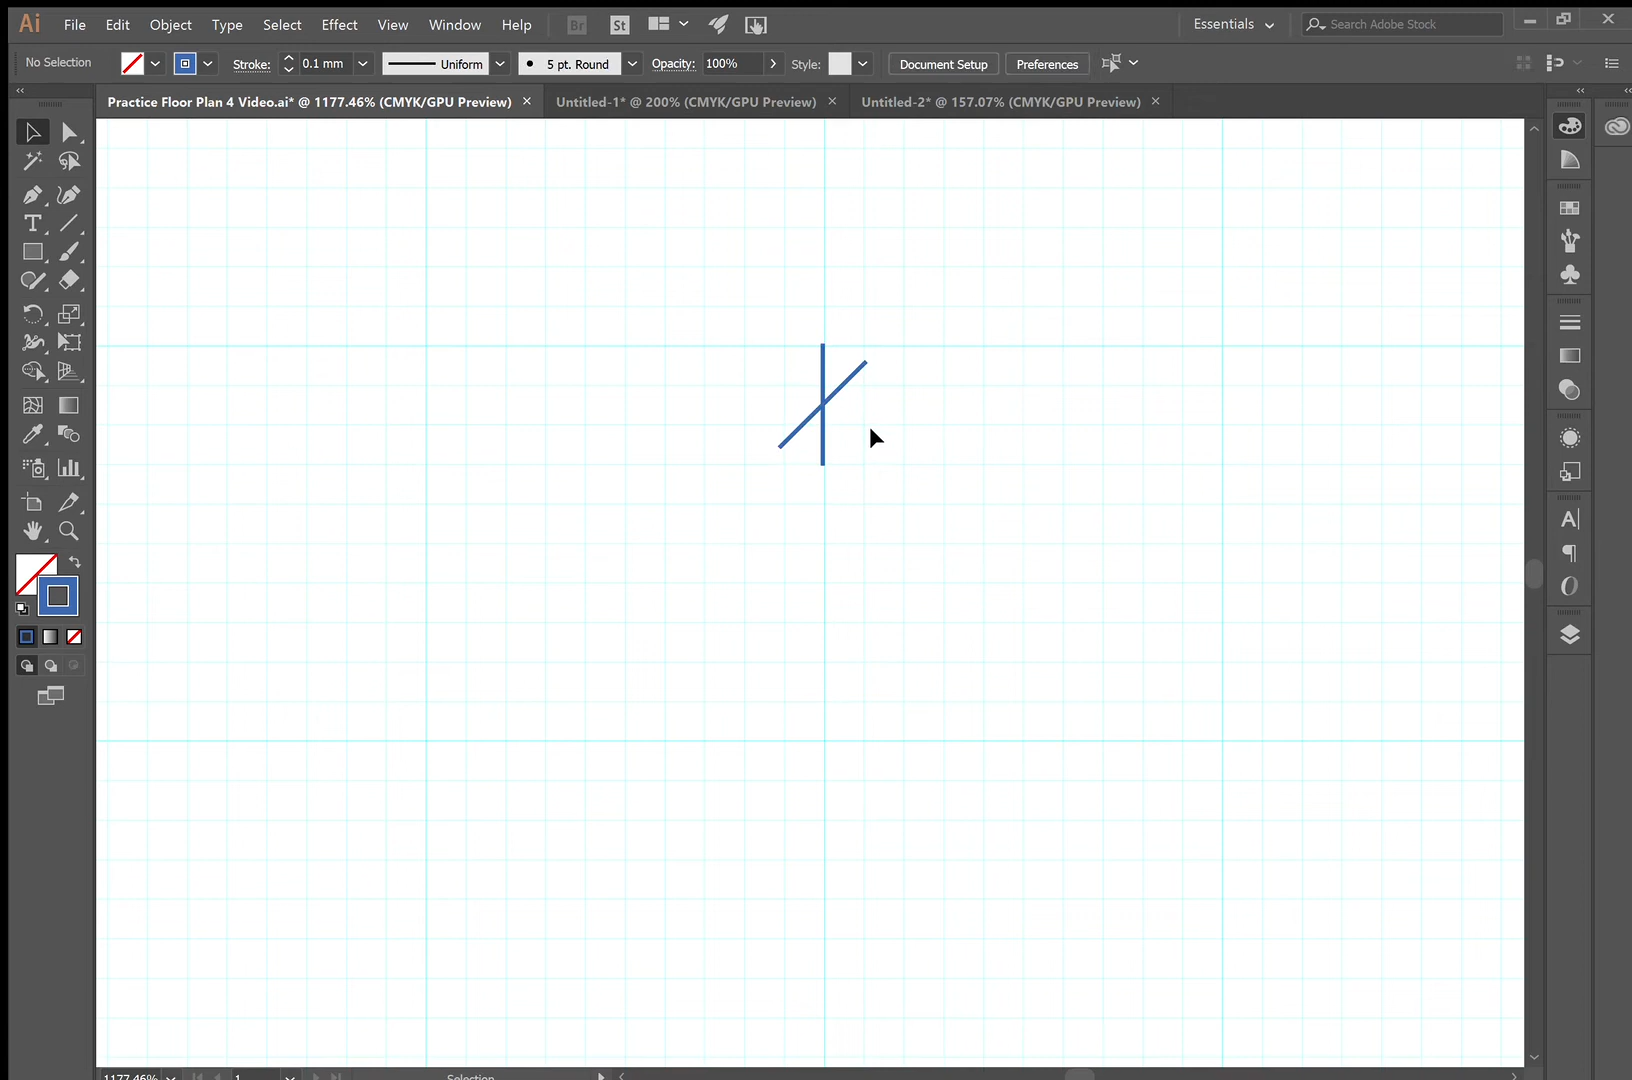 Ai File Edit Object Type Select Effect View Window Help Br St Essentials Search Adobe Stock
No Selection Stroke: 0.1 mm Uniform 5 pt. Round Opacity: 100% Style: Document Setup Preferences
Practice Floor Plan 4 Video.ai* @ 1177.46% (CMYK/GPU Preview) × Untitled-1* @ 200% (CMYK/GPU Preview) × Untitled-2* @ 157.07% (CMYK/GPU Preview) ×
1177.46% 1 Selection